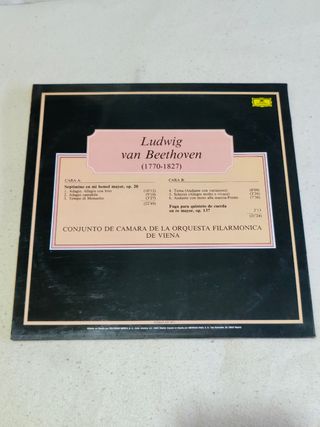 Ludwig
van Beethoven
(1770-1827)
CARA A:
Septimino en mi bemol mayor, op. 20
1. Adagio. Adagio con brio
2. Adagio cantabile
3. Tempo di Menuetto
CARA B:
4. Tema (Andante con variazioni)
5. Scherzo (Allegro molto e vivace)
6. Andante con moto alla marcia-Presto
Fuga para quinteto de cuerda
en re mayor, op. 137
CONJUNTO DE CAMARA DE LA ORQUESTA FILARMONICA
DE VIENA